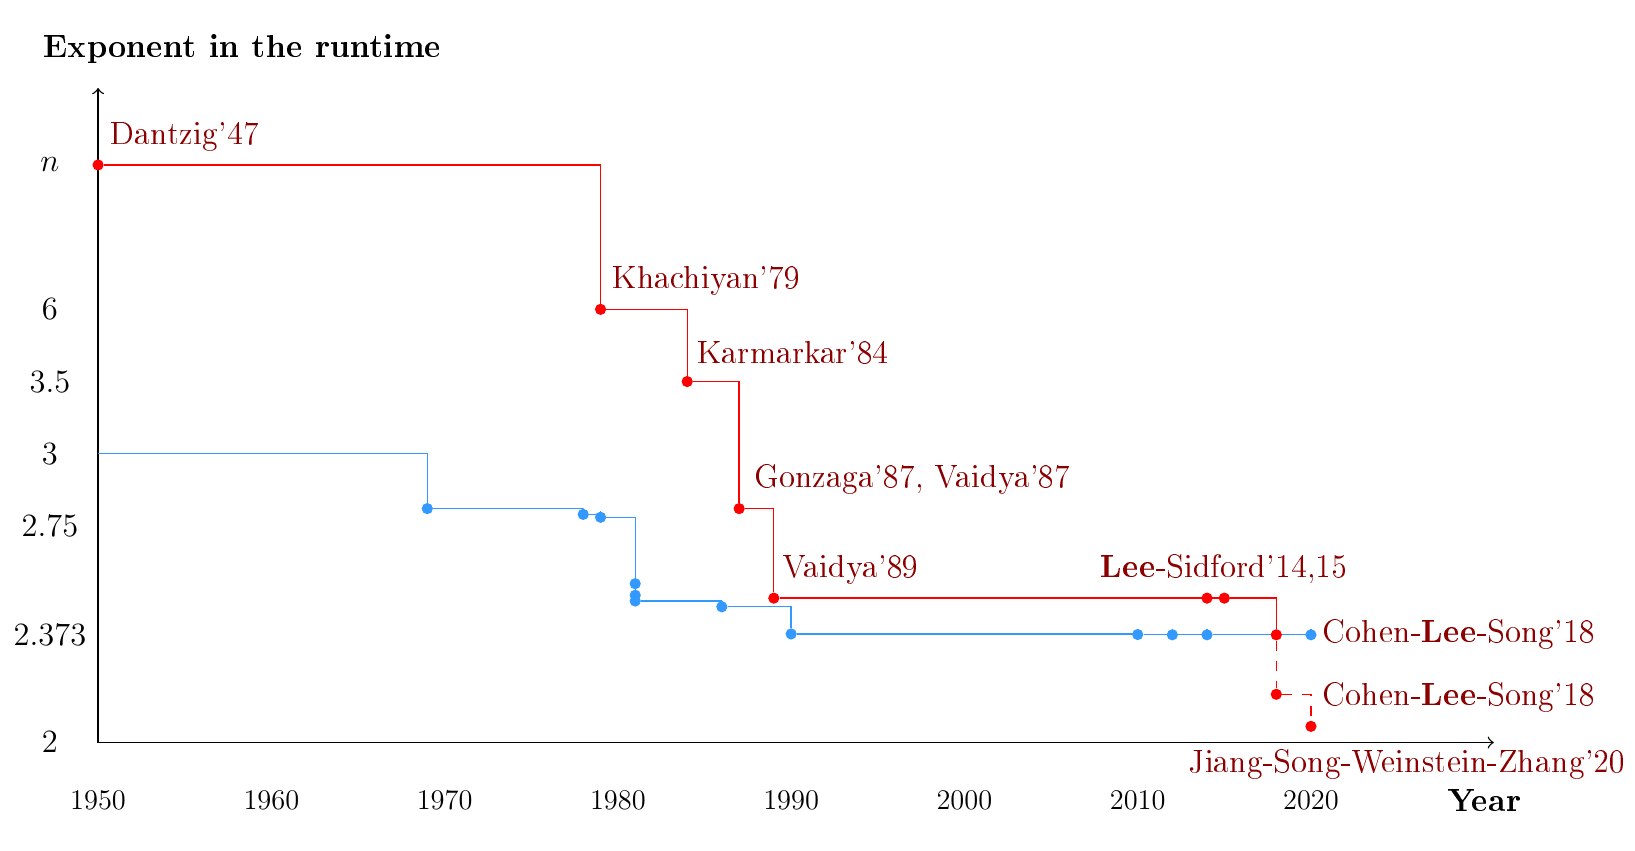 Exponent in the runtime
Dantzig'47
n
Khachiyan'79
6
Karmarkar'84
3.5
3
Gonzaga'87, Vaidya'87
2.75
Vaidya'89
Lee-Sidford'14,15
2.373
Cohen-Lee-Song'18
Cohen-Lee-Song'18
2
Jiang-Song-Weinstein-Zhang'20
1950 1960 1970 1980 1990 2000 2010 2020 Year